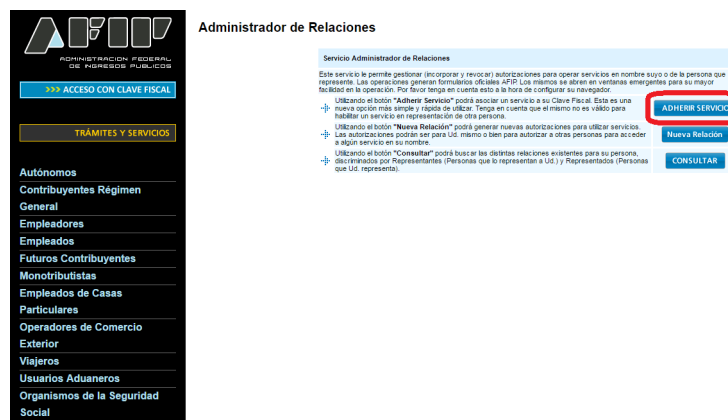 AFIP
ADMINISTRACION FEDERAL
DE INGRESOS PUBLICOS
>>> ACCESO CON CLAVE FISCAL
TRÁMITES Y SERVICIOS
Autónomos
Contribuyentes Régimen
General
Empleadores
Empleados
Futuros Contribuyentes
Monotributistas
Empleados de Casas
Particulares
Operadores de Comercio
Exterior
Viajeros
Usuarios Aduaneros
Organismos de la Seguridad
Social
Administrador de Relaciones
Servicio Administrador de Relaciones
Este servicio le permite gestionar (incorporar y revocar) autorizaciones para operar servicios en nombre suyo o de la persona que
represente. Las operaciones generan formularios oficiales AFIP. Los mismos se abren en ventanas emergentes para su mayor
facilidad en la operación. Por favor tenga en cuenta esto a la hora de configurar su navegador.
Utilizando el botón "Adherir Servicio" podrá asociar un servicio a su Clave Fiscal. Esta es una
nueva opción más simple y rápida de utilizar. Tenga en cuenta que el mismo no es válido para
habilitar un servicio en representación de otra persona.
ADHERIR SERVICIO
Utilizando el botón "Nueva Relación" podrá generar nuevas autorizaciones para utilizar servicios.
Las autorizaciones podrán ser para Ud. mismo o bien para autorizar a otras personas para acceder
a algún servicio en su nombre.
Nueva Relación
Utilizando el botón "Consultar" podrá buscar las distintas relaciones existentes para su persona,
discriminados por Representantes (Personas que lo representan a Ud.) y Representados (Personas
que Ud. representa).
CONSULTAR